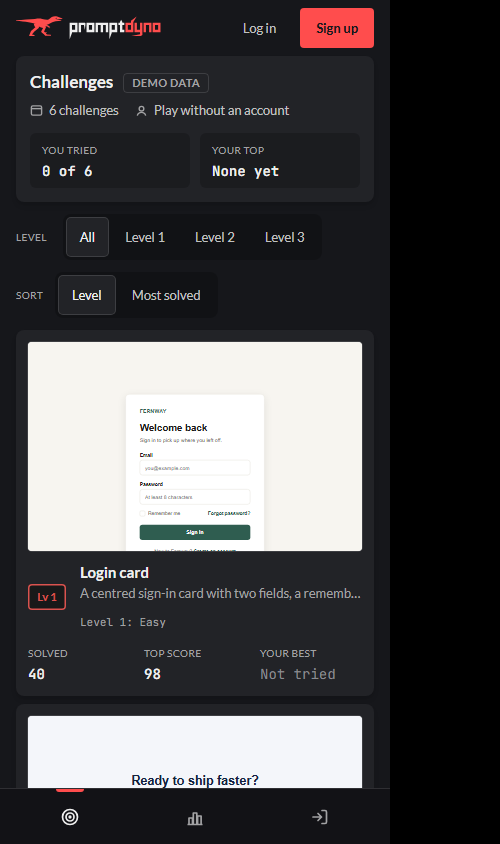 promptdyno
Log in
Sign up
Challenges
DEMO DATA
6 challenges
Play without an account
YOU TRIED
0 of 6
YOUR TOP
None yet
LEVEL
All
Level 1
Level 2
Level 3
SORT
Level
Most solved
FERNWAY
Welcome back
Sign in to pick up where you left off.
Email
you@example.com
Password
At least 8 characters
Remember me
Forgot password?
Sign in
Login card
Lv 1
A centred sign-in card with two fields, a rememb...
Level 1: Easy
SOLVED
TOP SCORE
YOUR BEST
40
98
Not tried
Ready to ship faster?